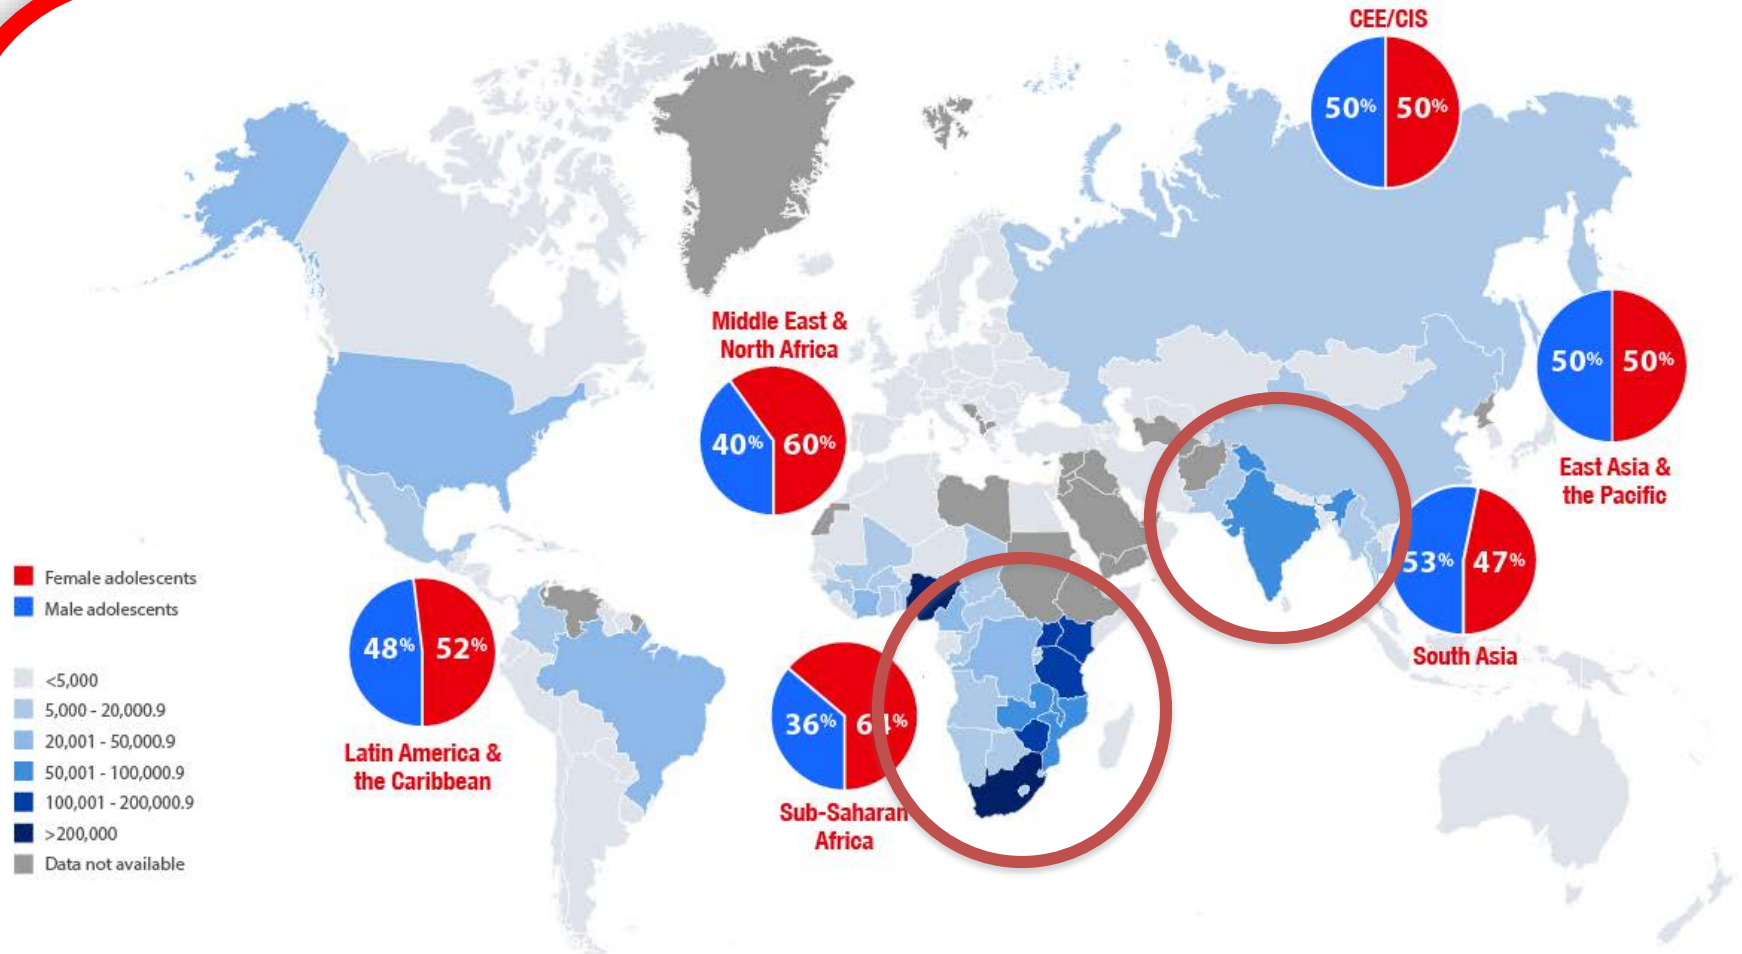 CEE/CIS
50% 50%
Middle East &
North Africa
40% 60%
50% 50%
East Asia &
the Pacific
53% 47%
South Asia
Female adolescents
Male adolescents
<5,000
5,000 - 20,000.9
20,001 - 50,000.9
50,001 - 100,000.9
100,001 - 200,000.9
>200,000
Data not available
48% 52%
Latin America &
the Caribbean
36% 64%
Sub-Saharan
Africa